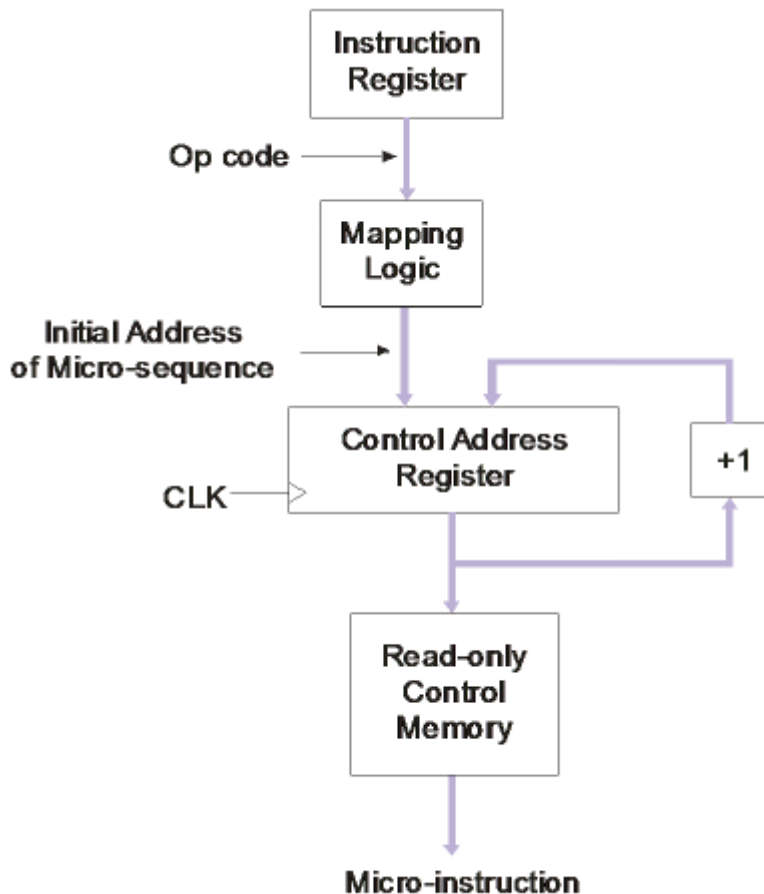 Instruction
Register
Op code
Mapping
Logic
Initial Address
of Micro-sequence
Control Address
Register
+1
CLK
Read-only
Control
Memory
Micro-instruction